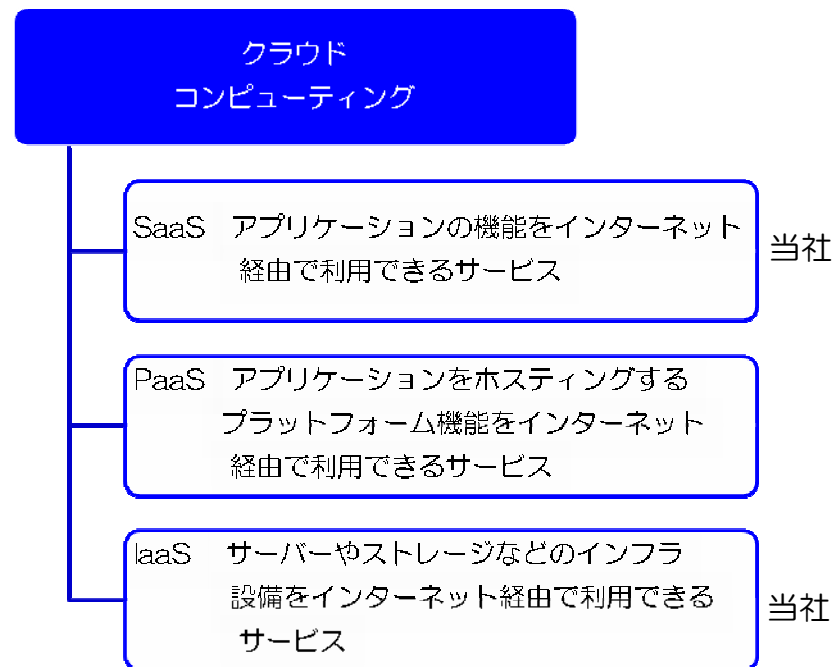 クラウド
コンピューティング
SaaS アプリケーションの機能をインターネット
経由で利用できるサービス
当社
PaaS アプリケーションをホスティングする
プラットフォーム機能をインターネット
経由で利用できるサービス
IaaS サーバーやストレージなどのインフラ
設備をインターネット経由で利用できる
サービス
当社